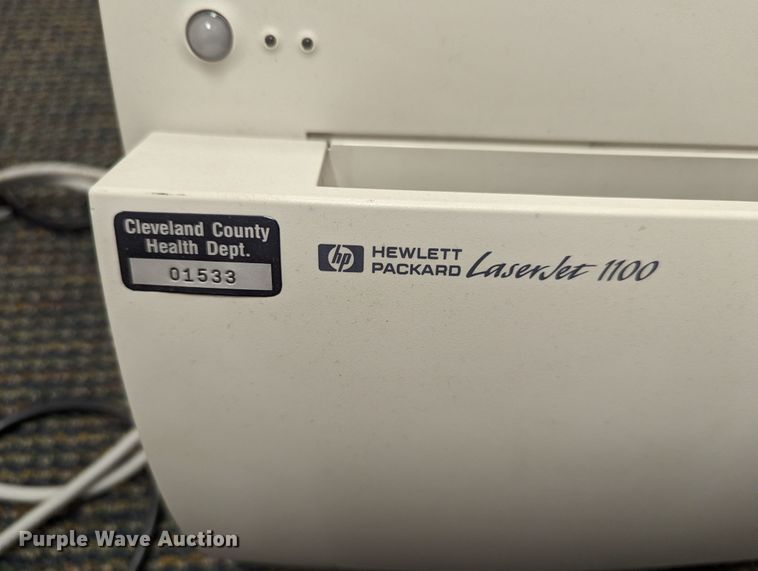 Cleveland County
Health Dept.
01533
hp HEWLETT
PACKARD LaserJet 1100
Purple Wave Auction